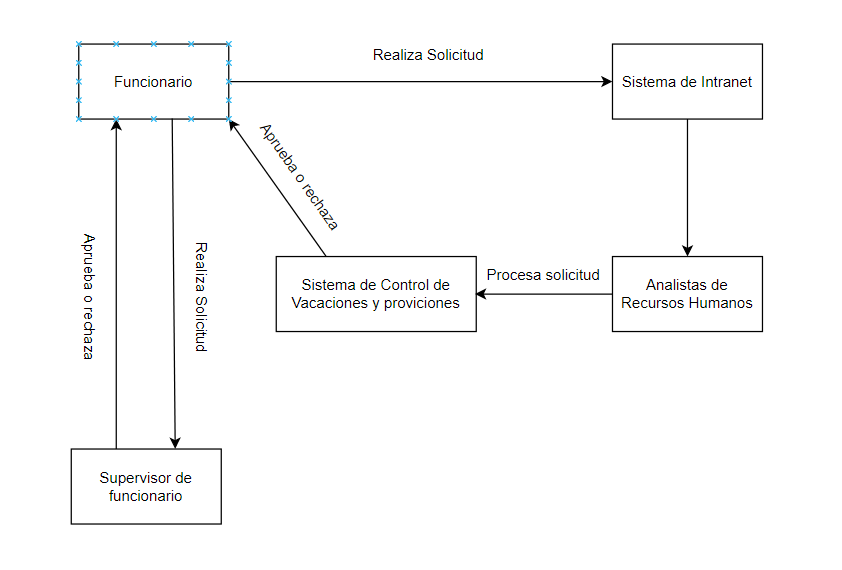 Realiza Solicitud
Funcionario
Sistema de Intranet
Aprueba o rechaza
Aprueba o rechaza
Realiza Solicitud
Sistema de Control de
Vacaciones y proviciones
Procesa solicitud
Analistas de
Recursos Humanos
Supervisor de
funcionario